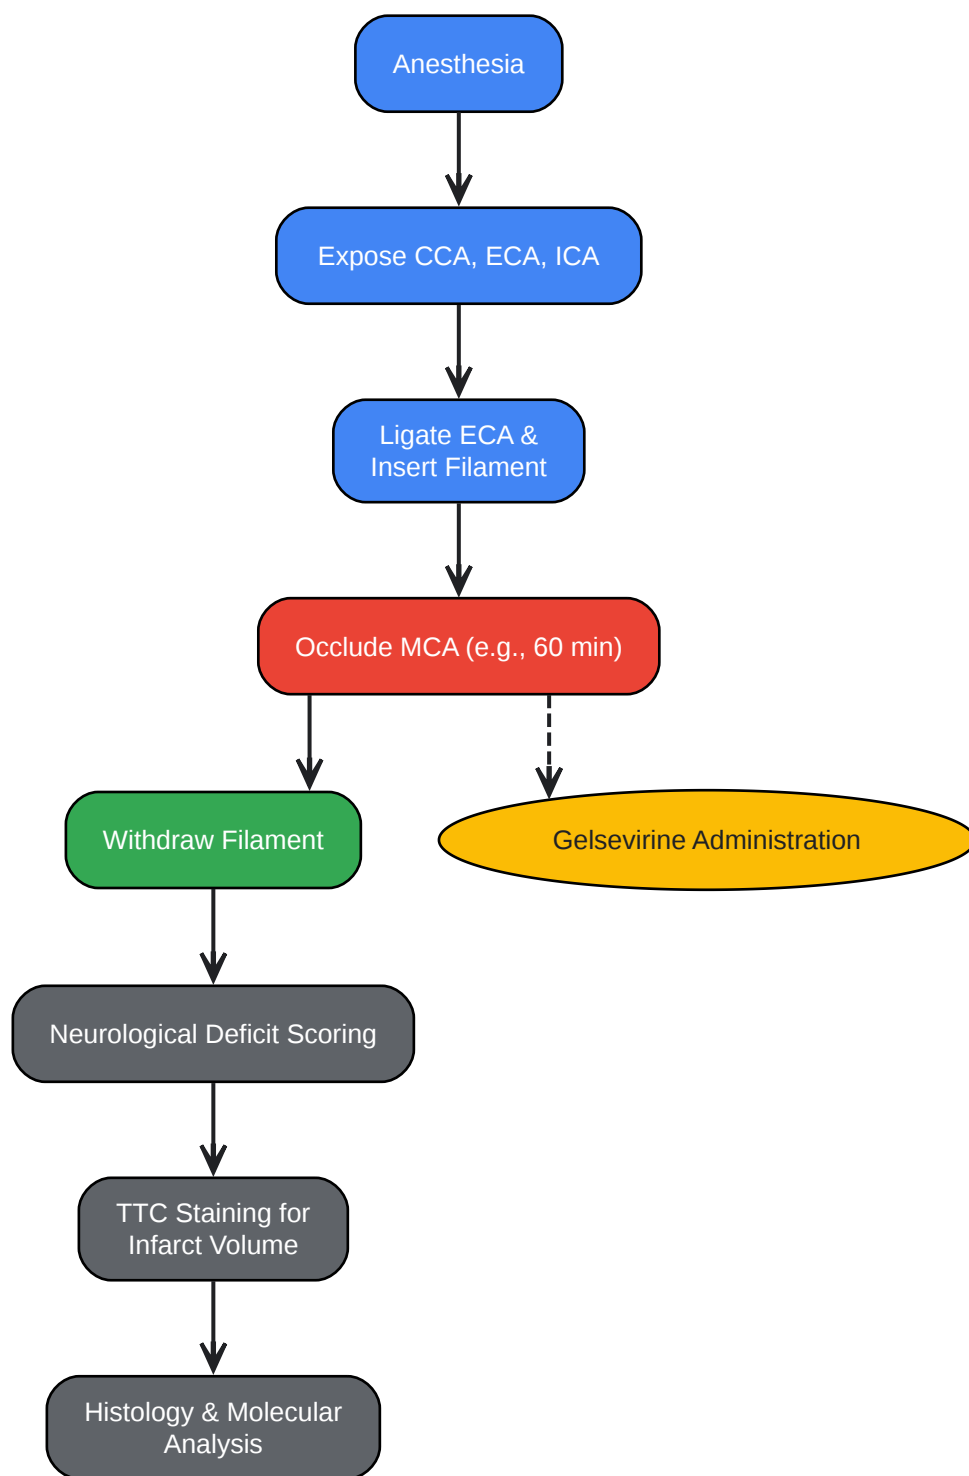 Anesthesia
Expose CCA, ECA, ICA
Ligate ECA &
Insert Filament
Occlude MCA (e.g., 60 min)
Withdraw Filament
Gelsevirine Administration
Neurological Deficit Scoring
TTC Staining for
Infarct Volume
Histology & Molecular
Analysis